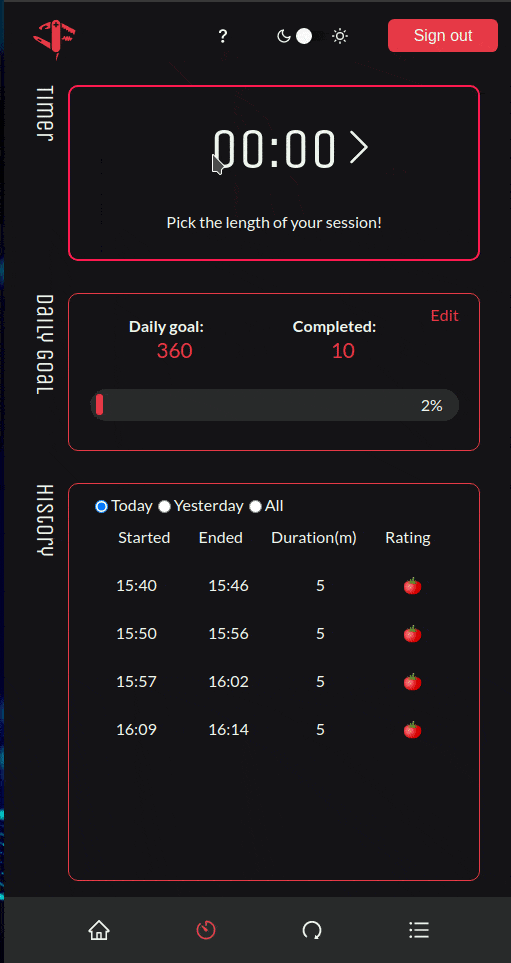 ? Sign out
Timer
00:00
Pick the length of your session!
Daily Goal
Edit
Daily goal: Completed:
360 10
2%
History
Today Yesterday All
Started Ended Duration(m) Rating
15:40 15:46 5
15:50 15:56 5
15:57 16:02 5
16:09 16:14 5